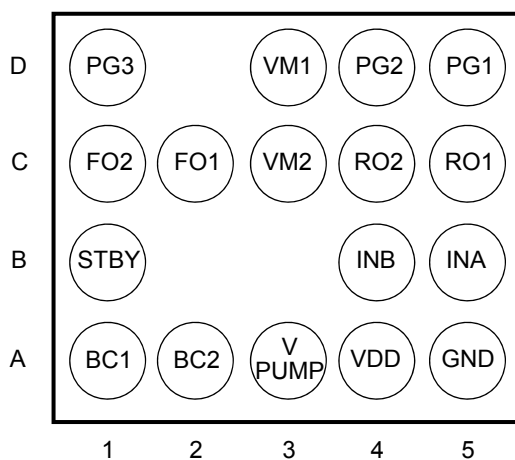 D PG3 VM1 PG2 PG1
C FO2 FO1 VM2 RO2 RO1
B STBY INB INA
A BC1 BC2 V PUMP VDD GND
1 2 3 4 5